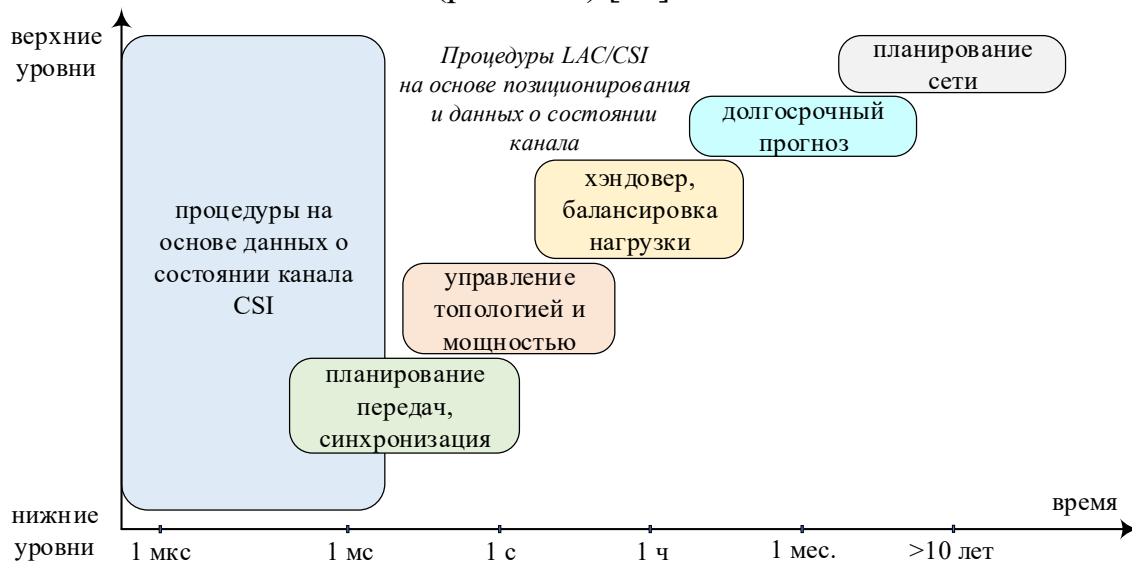 верхние
уровни
Процедуры LAC/CSI
на основе позиционирования
и данных о состоянии
канала
планирование
сети
долгосрочный
прогноз
хэндовер,
балансировка
нагрузки
процедуры на
основе данных о
состоянии канала
CSI
управление
топологией и
мощностью
планирование
передач,
синхронизация
нижние
уровни
время
1 мкс
1 мс
1 с
1 ч
1 мес.
>10 лет